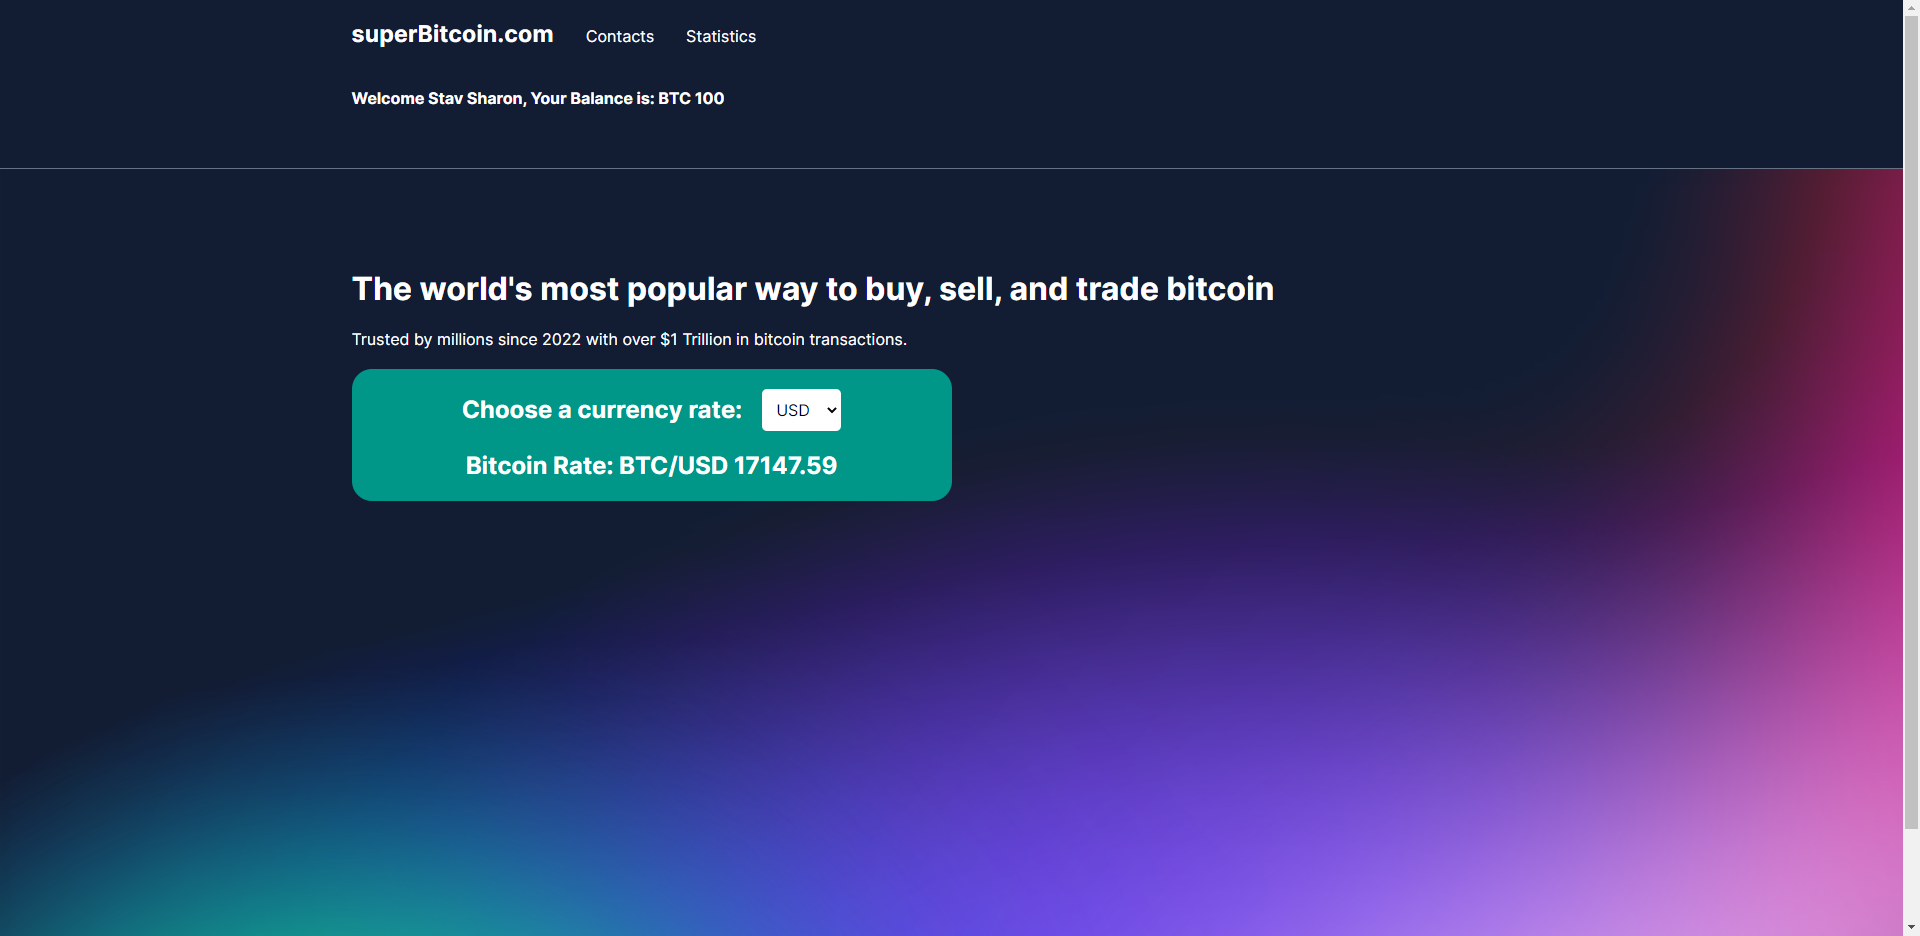 superBitcoin.com Contacts Statistics
Welcome Stav Sharon, Your Balance is: BTC 100
The world's most popular way to buy, sell, and trade bitcoin
Trusted by millions since 2022 with over $1 Trillion in bitcoin transactions.
Choose a currency rate: USD
Bitcoin Rate: BTC/USD 17147.59